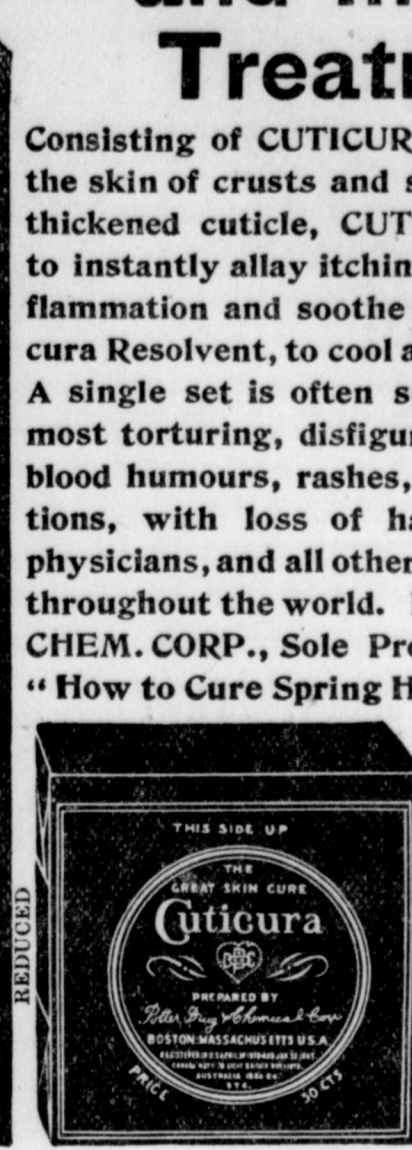 Treat
Consisting of CUTICUR
the skin of crusts and s
thickened cuticle, CUT
to instantly allay itchin
flammation and soothe
cura Resolvent, to cool a
A single set is often s
most torturing, disfigu
blood humours, rashes,
tions, with loss of h
physicians, and all other
throughout the world.
CHEM. CORP., Sole Pr
“ How to Cure Spring H
REDUCED
THIS SIDE UP
THE
GREAT SKIN CURE
Cuticura
PREPARED BY
Potter Drug & Chemical Corp
BOSTON MASSACHUSETTS U.S.A
PRICE 50 CTS